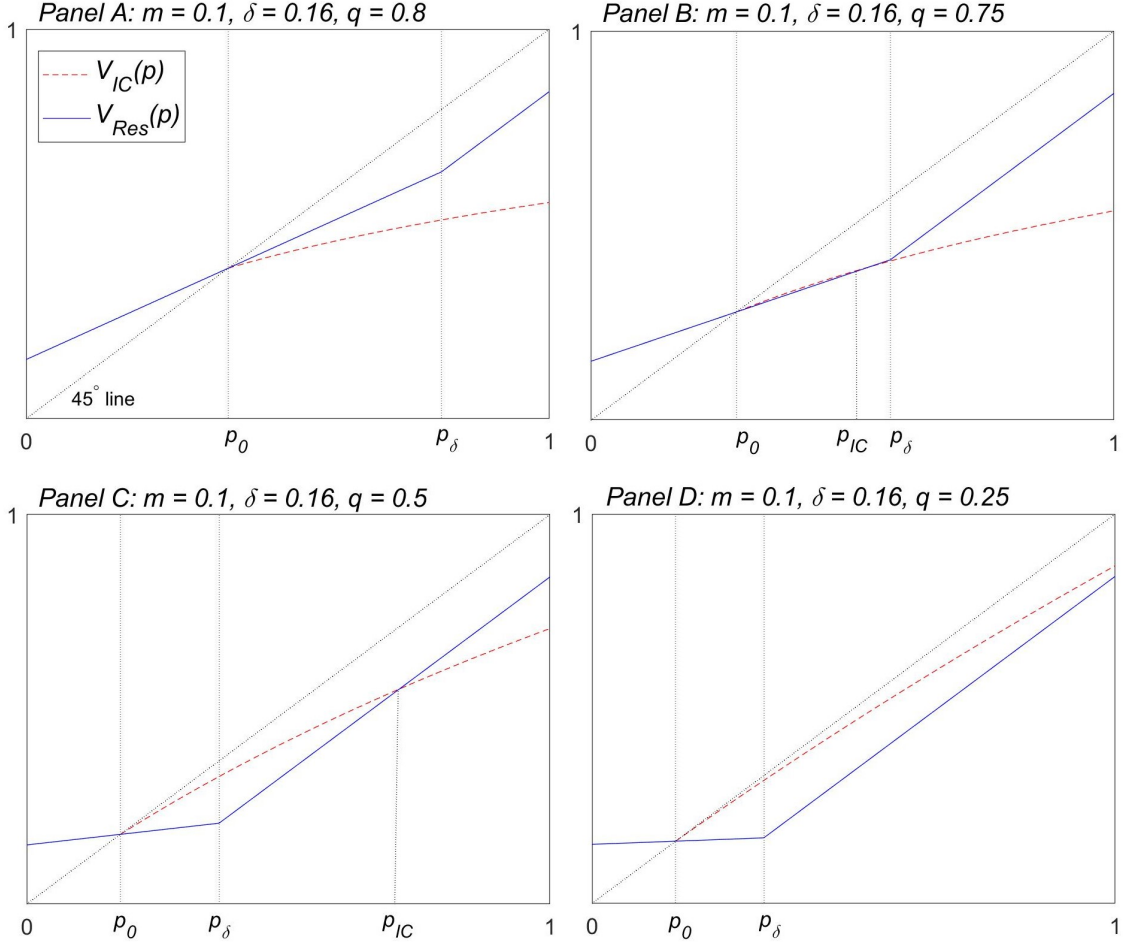 Panel A: m = 0.1, δ = 0.16, q = 0.8
1
V_IC(p)
V_Res(p)
45° line
0
p_0
p_δ
1
Panel B: m = 0.1, δ = 0.16, q = 0.75
1
0
p_0
p_IC
p_δ
1
Panel C: m = 0.1, δ = 0.16, q = 0.5
1
0
p_0
p_δ
p_IC
1
Panel D: m = 0.1, δ = 0.16, q = 0.25
1
0
p_0
p_δ
1